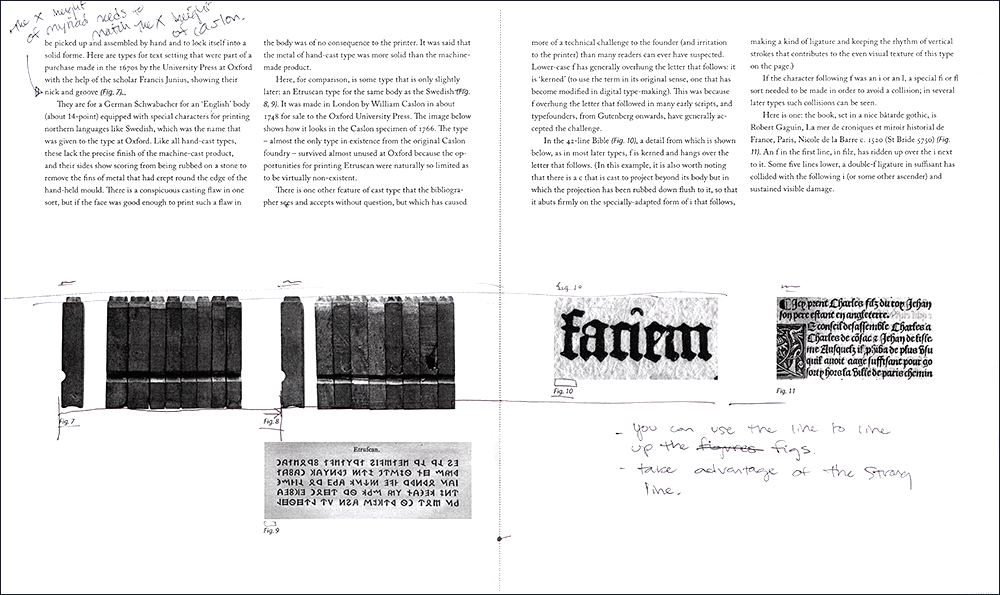 The x height
of myriad needs to
match the x height
of caslon.
be picked up and assembled by hand and to lock itself into a
solid forme. Here are types for text setting that were part of a
purchase made in the 1670s by the University Press at Oxford
with the help of the scholar Francis Junius, showing their
nick and groove (Fig. 7).
They are for a German Schwabacher for an ‘English’ body
(about 14-point) equipped with special characters for printing
northern languages like Swedish, which was the name that
was given to the type at Oxford. Like all hand-cast types,
these lack the precise finish of the machine-cast product,
and their sides show scoring from being rubbed on a stone to
remove the fins of metal that had crept round the edge of the
hand-held mould. There is a conspicuous casting flaw in one
sort, but if the face was good enough to print such a flaw in
the body was of no consequence to the printer. It was said that
the metal of hand-cast type was more solid than the machine-
made product.
Here, for comparison, is some type that is only slightly
later: an Etruscan type for the same body as the Swedish (Fig.
8, 9). It was made in London by William Caslon in about
1748 for sale to the Oxford University Press. The image below
shows how it looks in the Caslon specimen of 1766. The type
– almost the only type in existence from the original Caslon
foundry – survived almost unused at Oxford because the op-
portunities for printing Etruscan were naturally so limited as
to be virtually non-existent.
There is one other feature of cast type that the bibliogra-
pher sees and accepts without question, but which has caused
more of a technical challenge to the founder (and irritation
to the printer) than many readers can ever have suspected.
Lower-case f has generally overhung the letter that follows: it
is ‘kerned’ (to use the term in its original sense, one that has
become modified in digital type-making). This was because
f overhung the letter that followed in many early scripts, and
typefounders, from Gutenberg onwards, have generally ac-
cepted the challenge.
In the 42-line Bible (Fig. 10), a detail from which is shown
below, as in most later types, f is kerned and hangs over the
letter that follows. (In this example, it is also worth noting
that there is a c that is cast to project beyond its body but in
which the projection has been rubbed down flush to it, so that
it abuts firmly on the specially-adapted form of i that follows,
making a kind of ligature and keeping the rhythm of vertical
strokes that contributes to the even visual texture of this type
on the page.)
If the character following f was an i or an l, a special fi or fl
sort needed to be made in order to avoid a collision; in several
later types such collisions can be seen.
Here is one: the book, set in a nice bâtarde gothic, is
Robert Gaguin, La mer de croniques et miroir historial de
France, Paris, Nicole de la Barre c. 1520 (St Bride 5750) (Fig.
11). An f in the first line, in filz, has ridden up over the i next
to it. Some five lines lower, a double-f ligature in suffisant has
collided with the following i (or some other ascender) and
sustained visible damage.
Fig. 10
faciem
Cy prent Charles filz du roy Jehan
son pere estant en angleterre.
E conseil dessemble Charles a
Fig. 7
Fig. 8
Fig. 10
Fig. 11
- you can use the line to line
up the figures figs.
- take advantage of the strong
line.
Etruscan.
Fig. 9